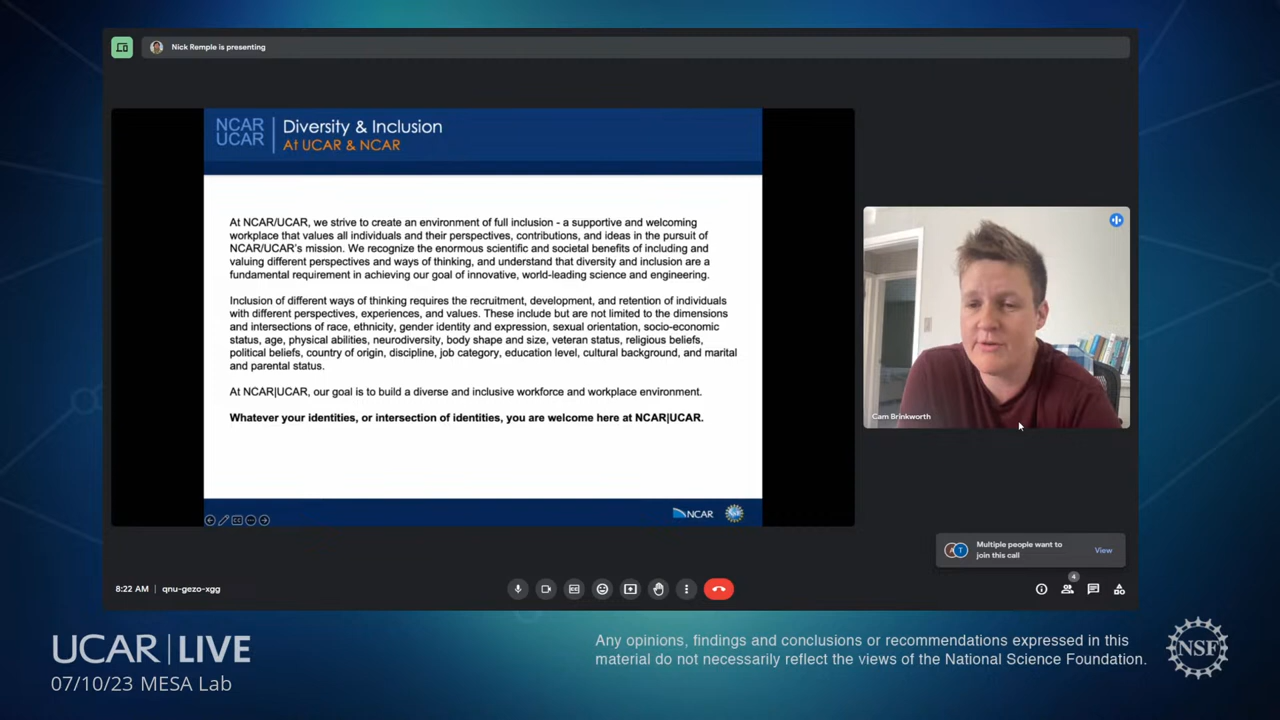 Nick Remple is presenting
NCAR
UCAR
Diversity & Inclusion
At UCAR & NCAR
At NCAR/UCAR, we strive to create an environment of full inclusion - a supportive and welcoming
workplace that values all individuals and their perspectives, contributions, and ideas in the pursuit of
NCAR/UCAR's mission. We recognize the enormous scientific and societal benefits of including and
valuing different perspectives and ways of thinking, and understand that diversity and inclusion are a
fundamental requirement in achieving our goal of innovative, world-leading science and engineering.
Inclusion of different ways of thinking requires the recruitment, development, and retention of individuals
with different perspectives, experiences, and values. These include but are not limited to the dimensions
and intersections of race, ethnicity, gender identity and expression, sexual orientation, socio-economic
status, age, physical abilities, neurodiversity, body shape and size, veteran status, religious beliefs,
political beliefs, country of origin, discipline, job category, education level, cultural background, and marital
and parental status.
At NCAR|UCAR, our goal is to build a diverse and inclusive workforce and workplace environment.
Whatever your identities, or intersection of identities, you are welcome here at NCAR|UCAR.
NCAR
Cam Brinkworth
A T
Multiple people want to
join this call
View
8:22 AM | qnu-gezo-xgg
4
UCAR | LIVE
07/10/23 MESA Lab
Any opinions, findings and conclusions or recommendations expressed in this
material do not necessarily reflect the views of the National Science Foundation.
NSF